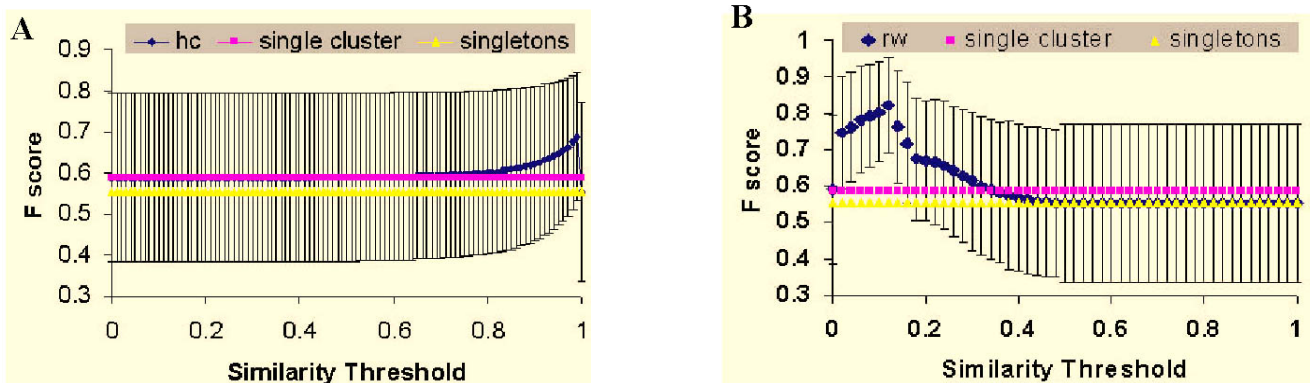 A
hc single cluster singletons
0.9
0.8
0.7
0.6
0.5
0.4
0.3
F score
0 0.2 0.4 0.6 0.8 1
Similarity Threshold
B
rw single cluster singletons
1
0.9
0.8
0.7
0.6
0.5
0.4
0.3
F score
0 0.2 0.4 0.6 0.8 1
Similarity Threshold